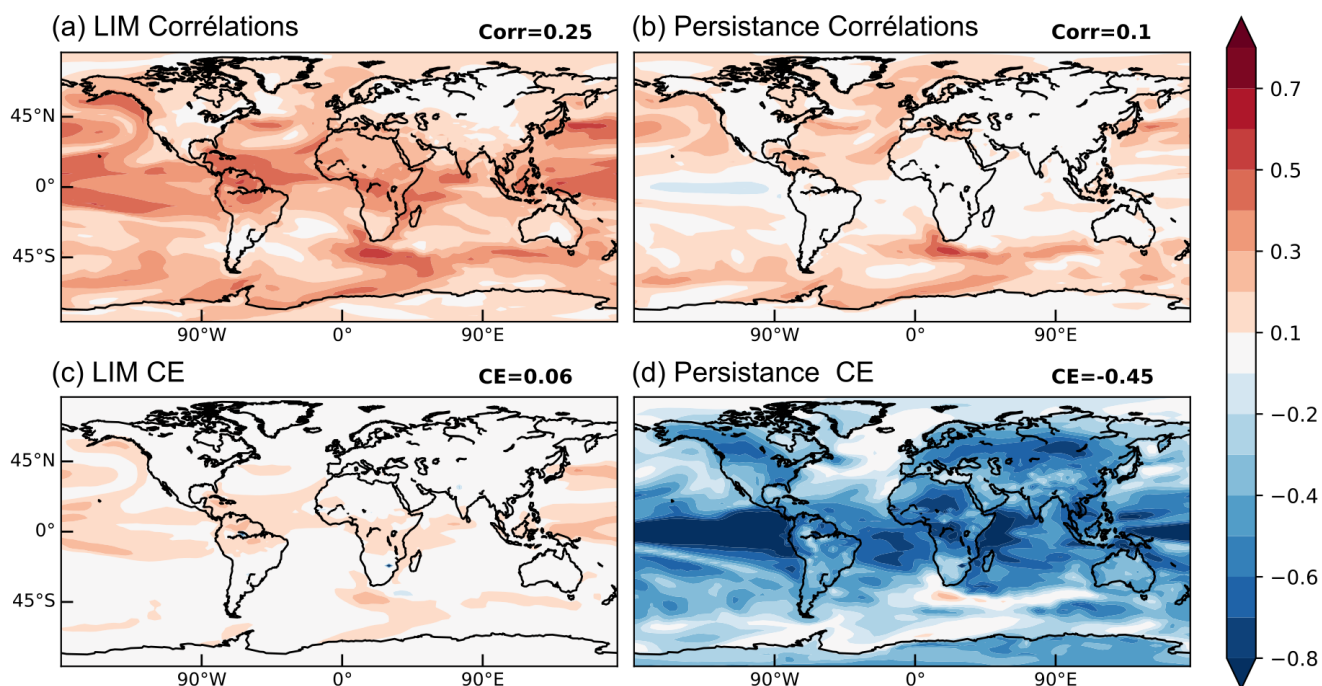 (a) LIM Corrélations
Corr=0.25
(b) Persistance Corrélations
Corr=0.1
45°N
0°
45°S
90°W
0°
90°E
90°W
0°
90°E
(c) LIM CE
CE=0.06
(d) Persistance  CE
CE=-0.45
45°N
0°
45°S
90°W
0°
90°E
90°W
0°
90°E
0.7
0.5
0.3
0.1
−0.2
−0.4
−0.6
−0.8